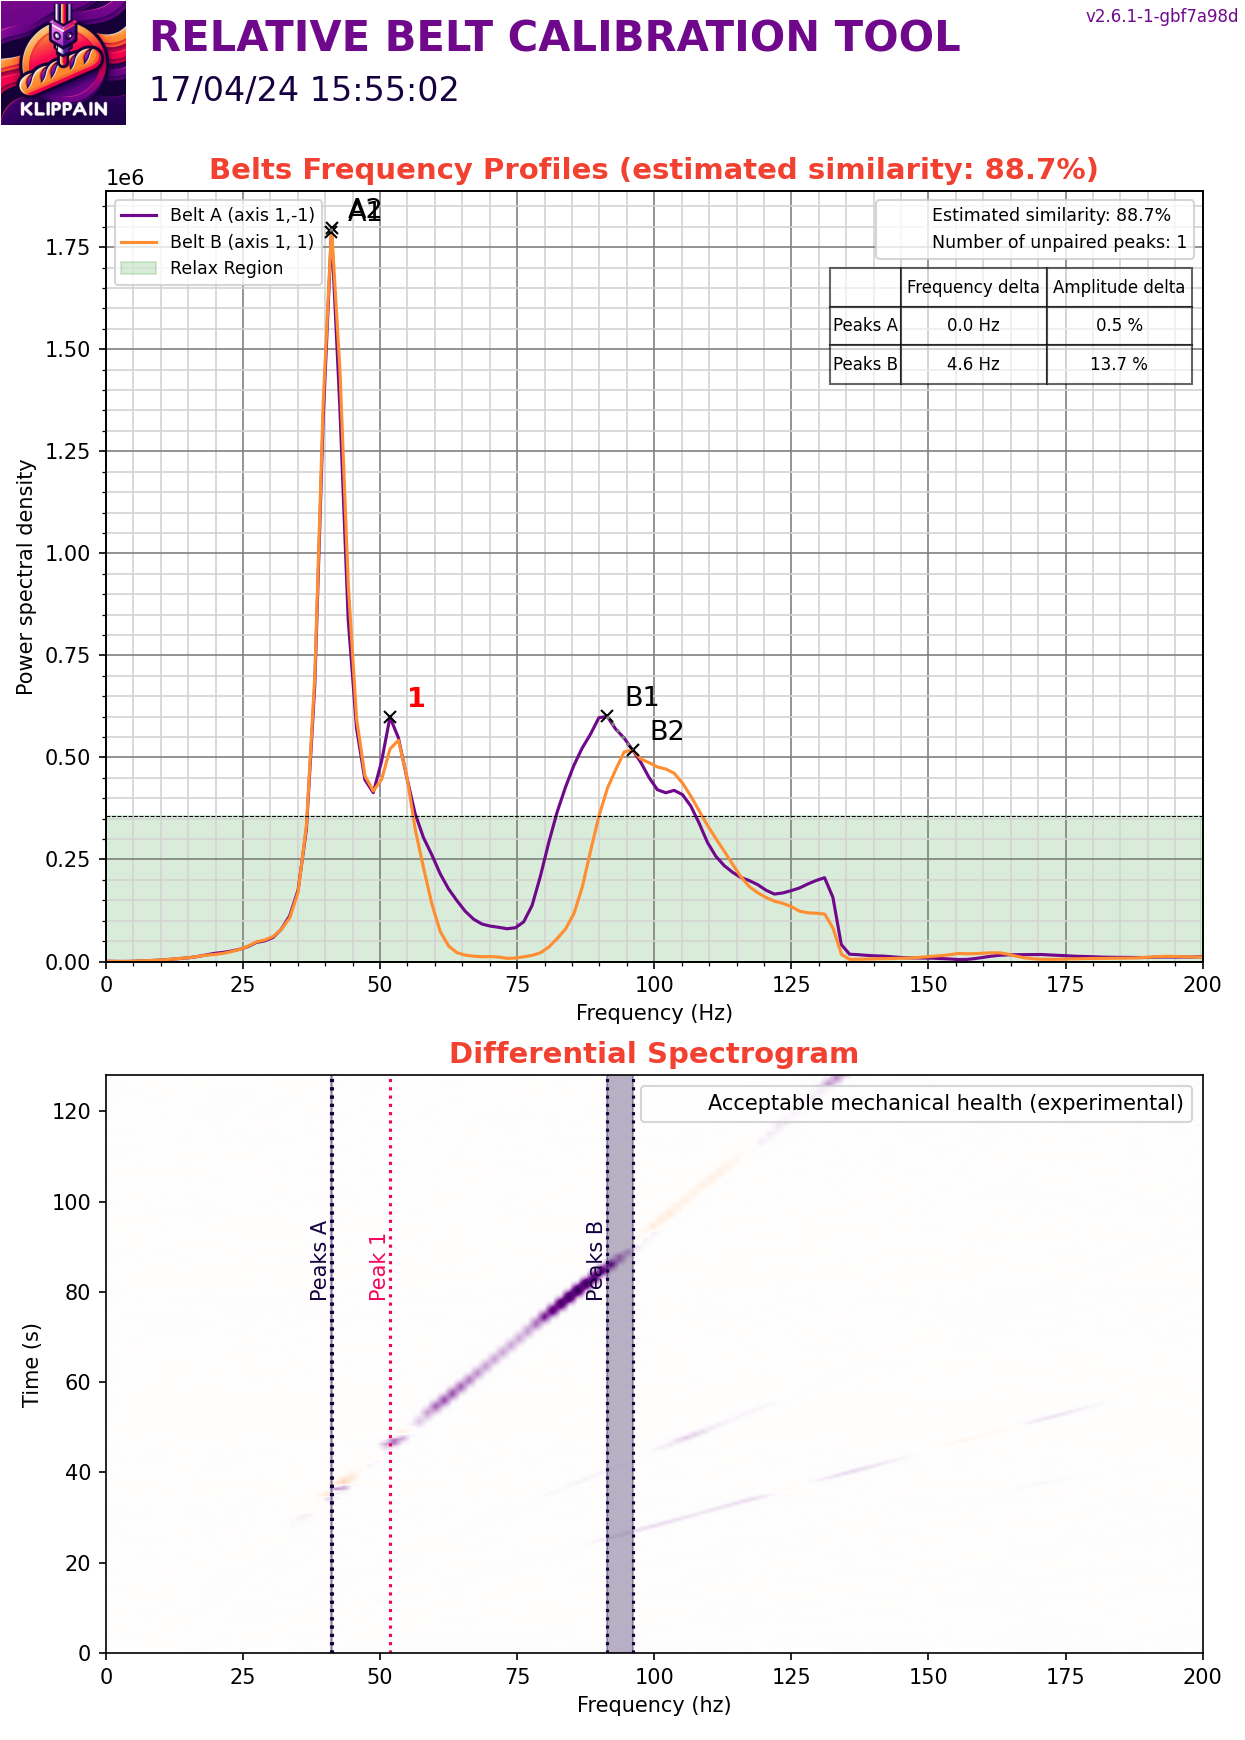 v2.6.1-1-gbf7a98d
RELATIVE BELT CALIBRATION TOOL
17/04/24 15:55:02
KLIPPAIN
Belts Frequency Profiles (estimated similarity: 88.7%)
1e6
A1
A2
Belt A (axis 1,-1)
Belt B (axis 1, 1)
Relax Region
Estimated similarity: 88.7%
Number of unpaired peaks: 1
Frequency delta Amplitude delta
Peaks A 0.0 Hz 0.5 %
Peaks B 4.6 Hz 13.7 %
1.75
1.50
1.25
1.00
0.75
0.50
0.25
0.00
Power spectral density
1
B1
B2
0 25 50 75 100 125 150 175 200
Frequency (Hz)
Differential Spectrogram
Acceptable mechanical health (experimental)
120
100
80
60
40
20
0
Time (s)
Peaks A
Peak 1
Peaks B
0 25 50 75 100 125 150 175 200
Frequency (hz)